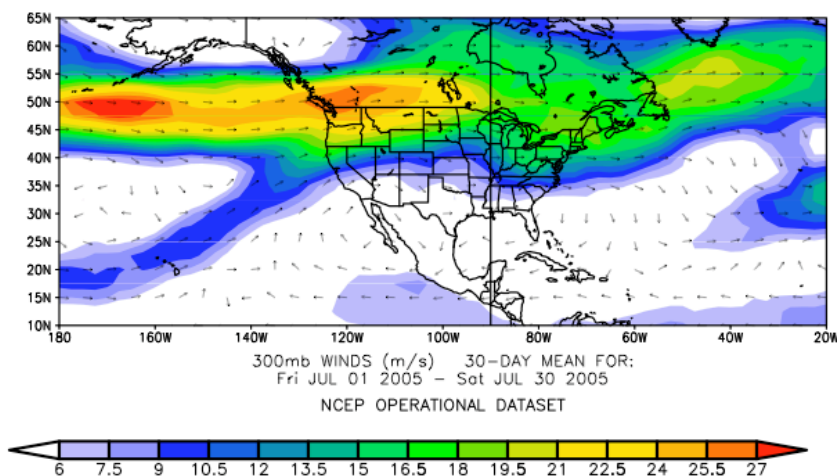 65N
60N
55N
50N
45N
40N
35N
30N
25N
20N
15N
10N
180 160W 140W 120W 100W 80W 60W 40W 20W
300mb WINDS (m/s) 30-DAY MEAN FOR:
Fri JUL 01 2005 - Sat JUL 30 2005
NCEP OPERATIONAL DATASET
6 7.5 9 10.5 12 13.5 15 16.5 18 19.5 21 22.5 24 25.5 27